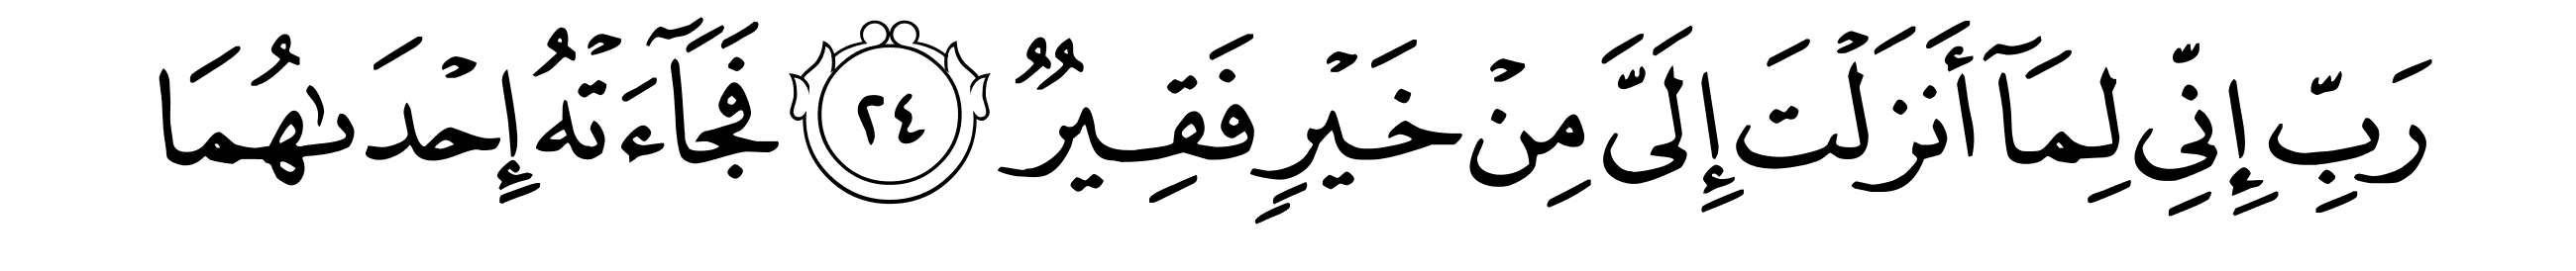 رَبِّ إِنِّي لِمَآ أَنزَلۡتَ إِلَيَّ مِنۡ خَيۡرٖ فَقِيرٞ ٢٤ فَجَآءَتۡهُ إِحۡدَىٰهُمَا